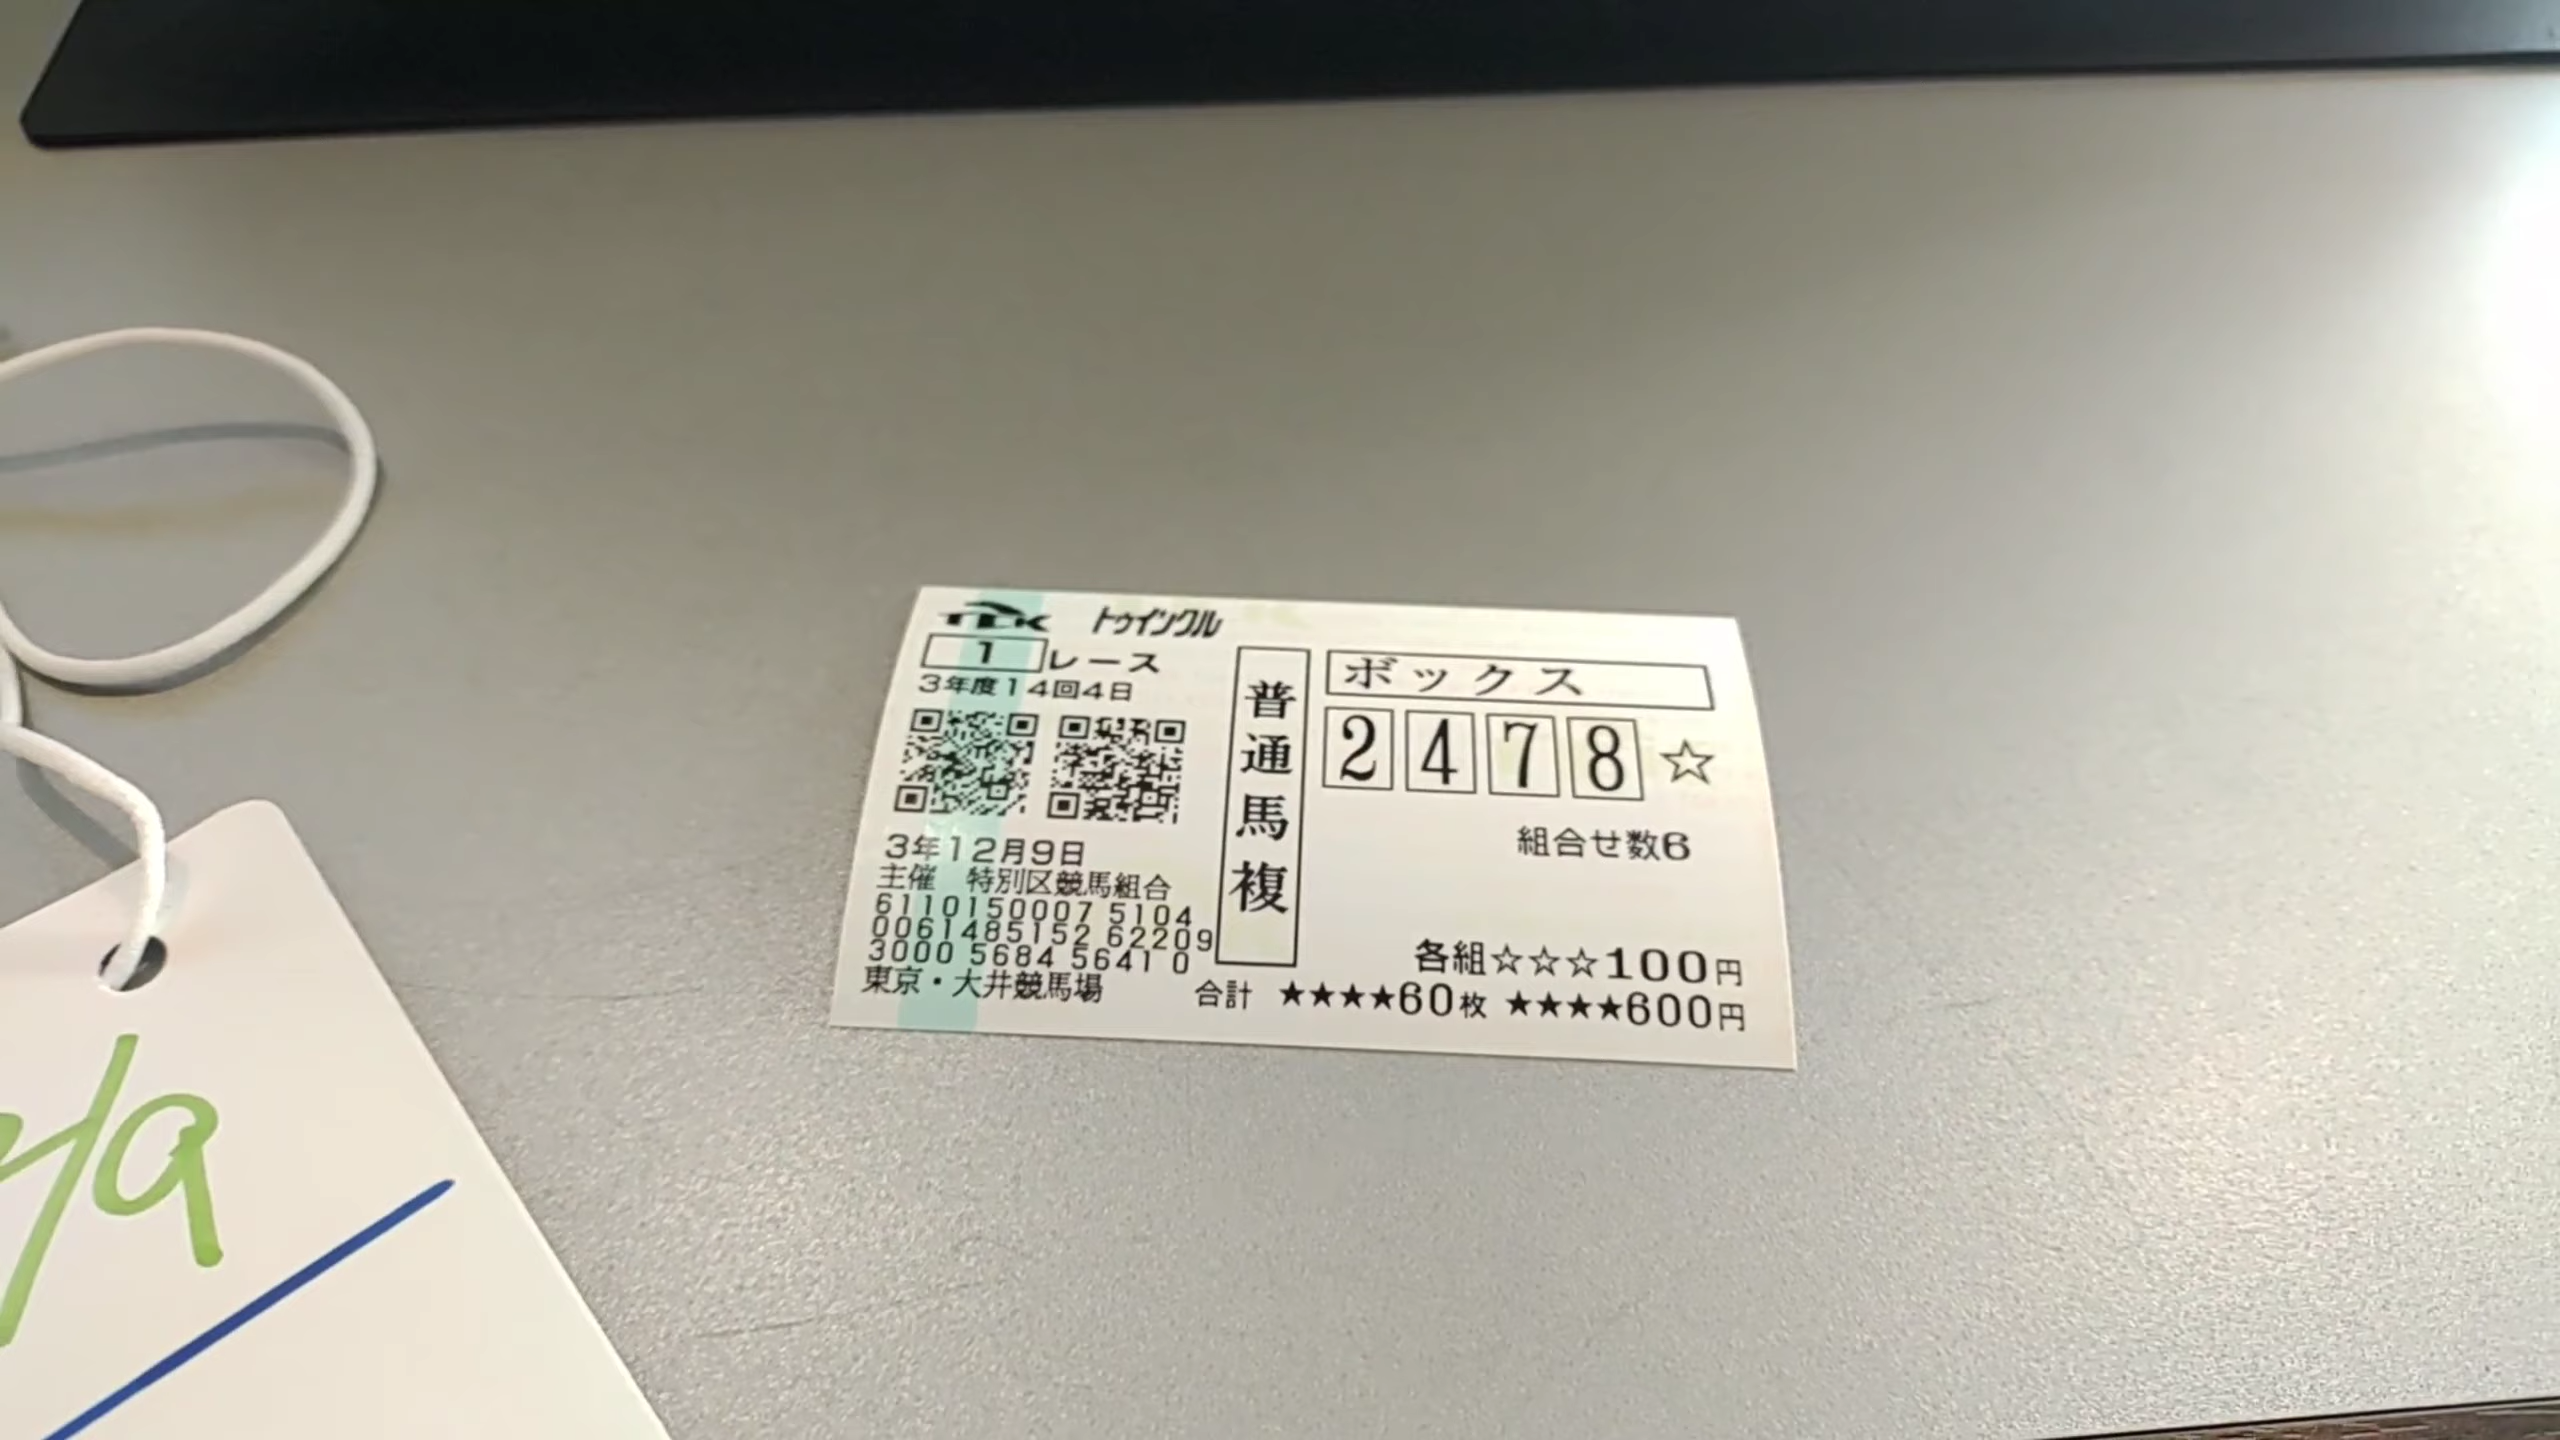 TCK トゥインクル
1 レース
3年度14回4日
3年12月9日
主催 特別区競馬組合
6110150007 5104
0061485152 62209
3000 5684 56410
東京・大井競馬場
普通馬複
ボックス
2 4 7 8 ☆
組合せ数6
各組☆☆☆100円
合計 ★★★★60枚 ★★★★600円